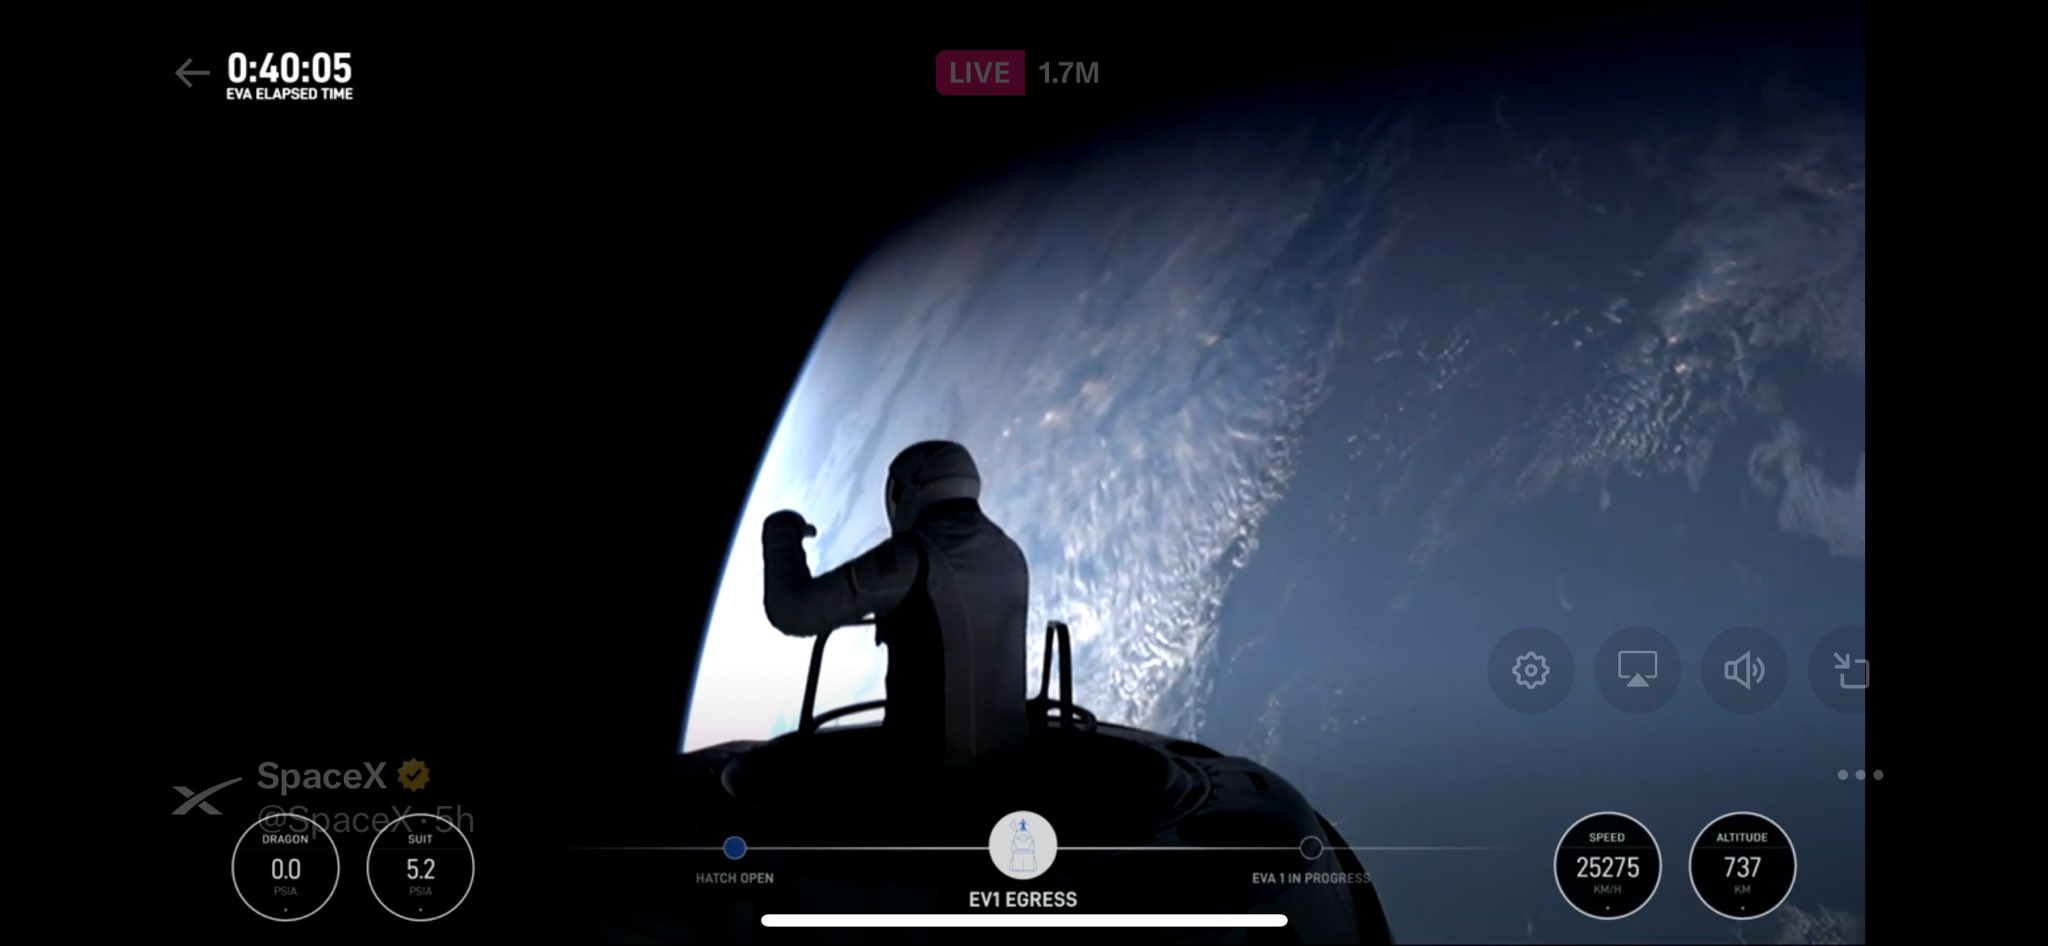 0:40:05
EVA ELAPSED TIME
LIVE 1.7M
SpaceX
@SpaceX · 5h
DRAGON
0.0
PSIA
SUIT
5.2
PSIA
HATCH OPEN
EV1 EGRESS
EVA 1 IN PROGRESS
SPEED
25275
KM/H
ALTITUDE
737
KM